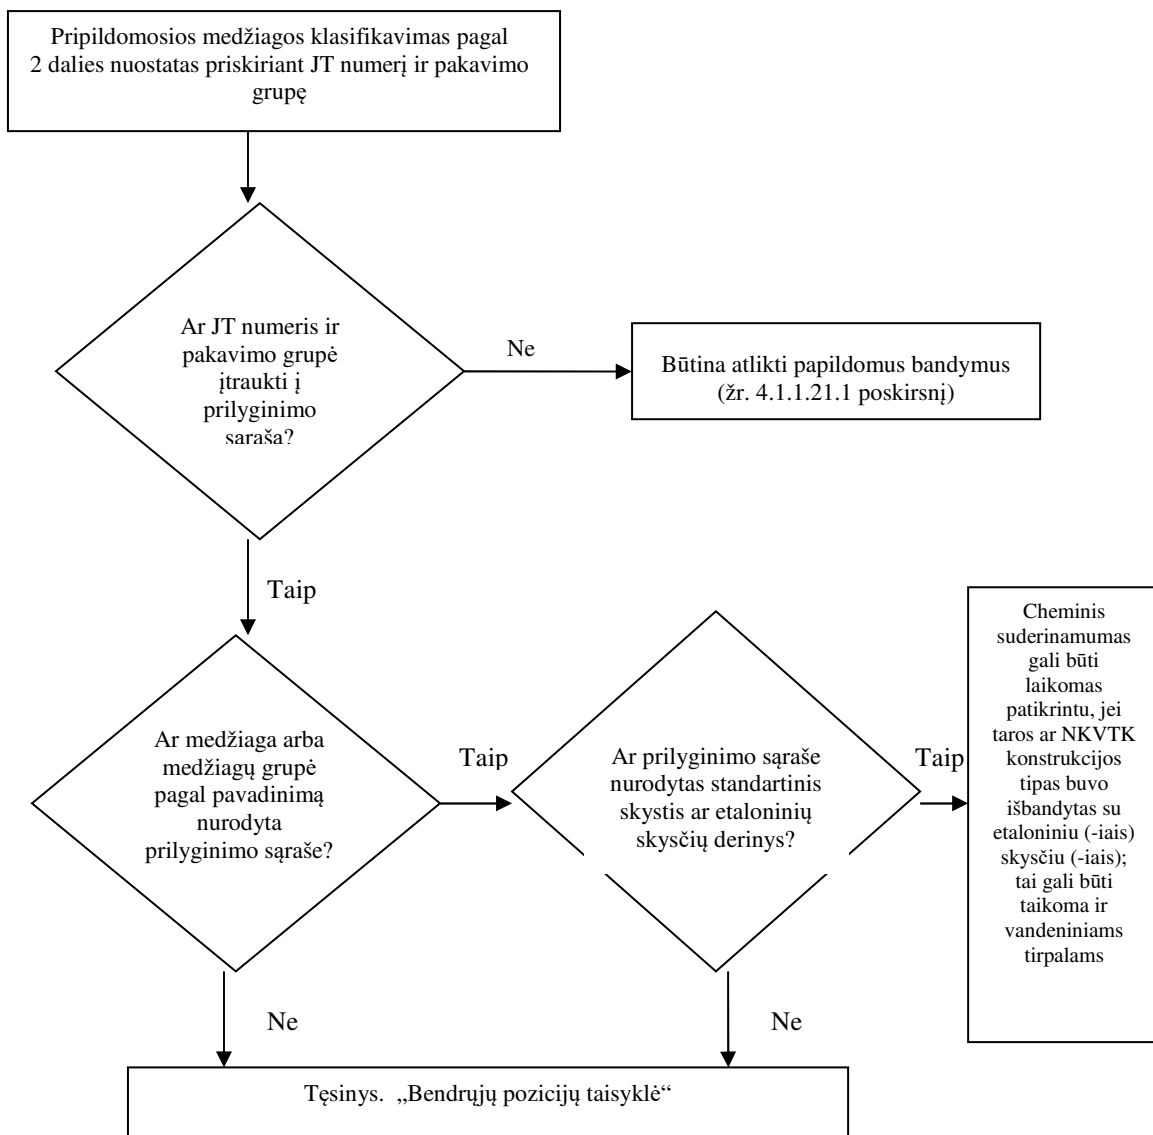 Pripildomosios medžiagos klasifikavimas pagal
2 dalies nuostatas priskiriant JT numerį ir pakavimo
grupę
Ar JT numeris ir
pakavimo grupė
įtraukti į
prilyginimo
sąrašą?
Ne
Būtina atlikti papildomus bandymus
(žr. 4.1.1.21.1 poskirsnį)
Taip
Ar medžiaga arba
medžiagų grupė
pagal pavadinimą
nurodyta
prilyginimo sąraše?
Taip
Ar prilyginimo sąraše
nurodytas standartinis
skystis ar etaloninių
skysčių derinys?
Taip
Cheminis
suderinamumas
gali būti
laikomas
patikrintu, jei
taros ar NKVTK
konstrukcijos
tipas buvo
išbandytas su
etaloniniu (-iais)
skysčiu (-iais);
tai gali būti
taikoma ir
vandeniniams
tirpalams
Ne
Ne
Tęsinys. „Bendrųjų pozicijų taisyklė“